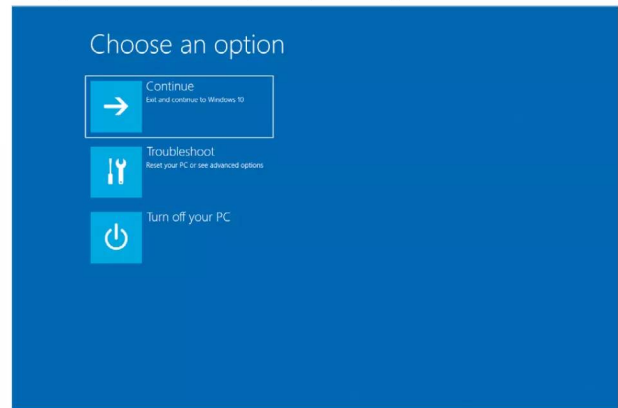 Choose an option
Continue
Exit and continue to Windows 10
Troubleshoot
Reset your PC or see advanced options
Turn off your PC